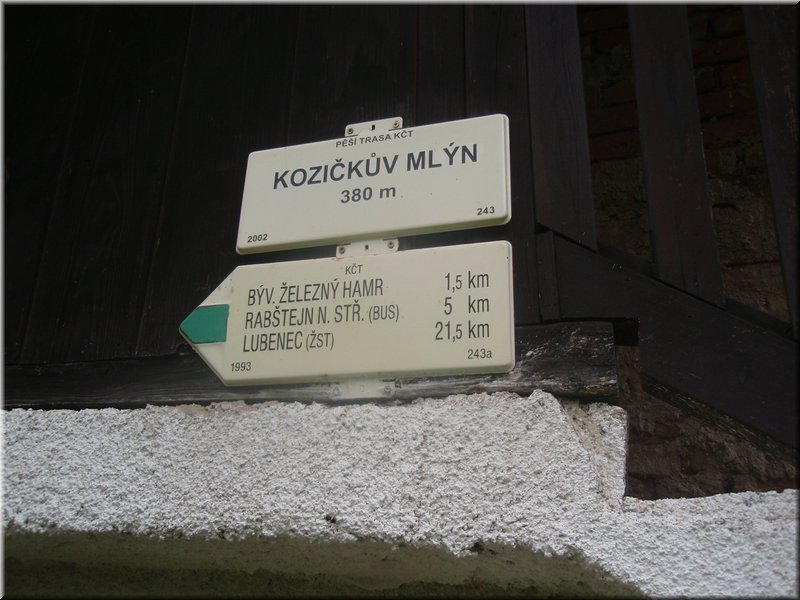 PĚŠÍ TRASA KČT
KOZIČKŮV MLÝN
380 m
2002 243
KČT
BÝV. ŽELEZNÝ HAMR 1,5 km
RABŠTEJN N. STŘ. (BUS) 5 km
LUBENEC (ŽST) 21,5 km
1993 243a